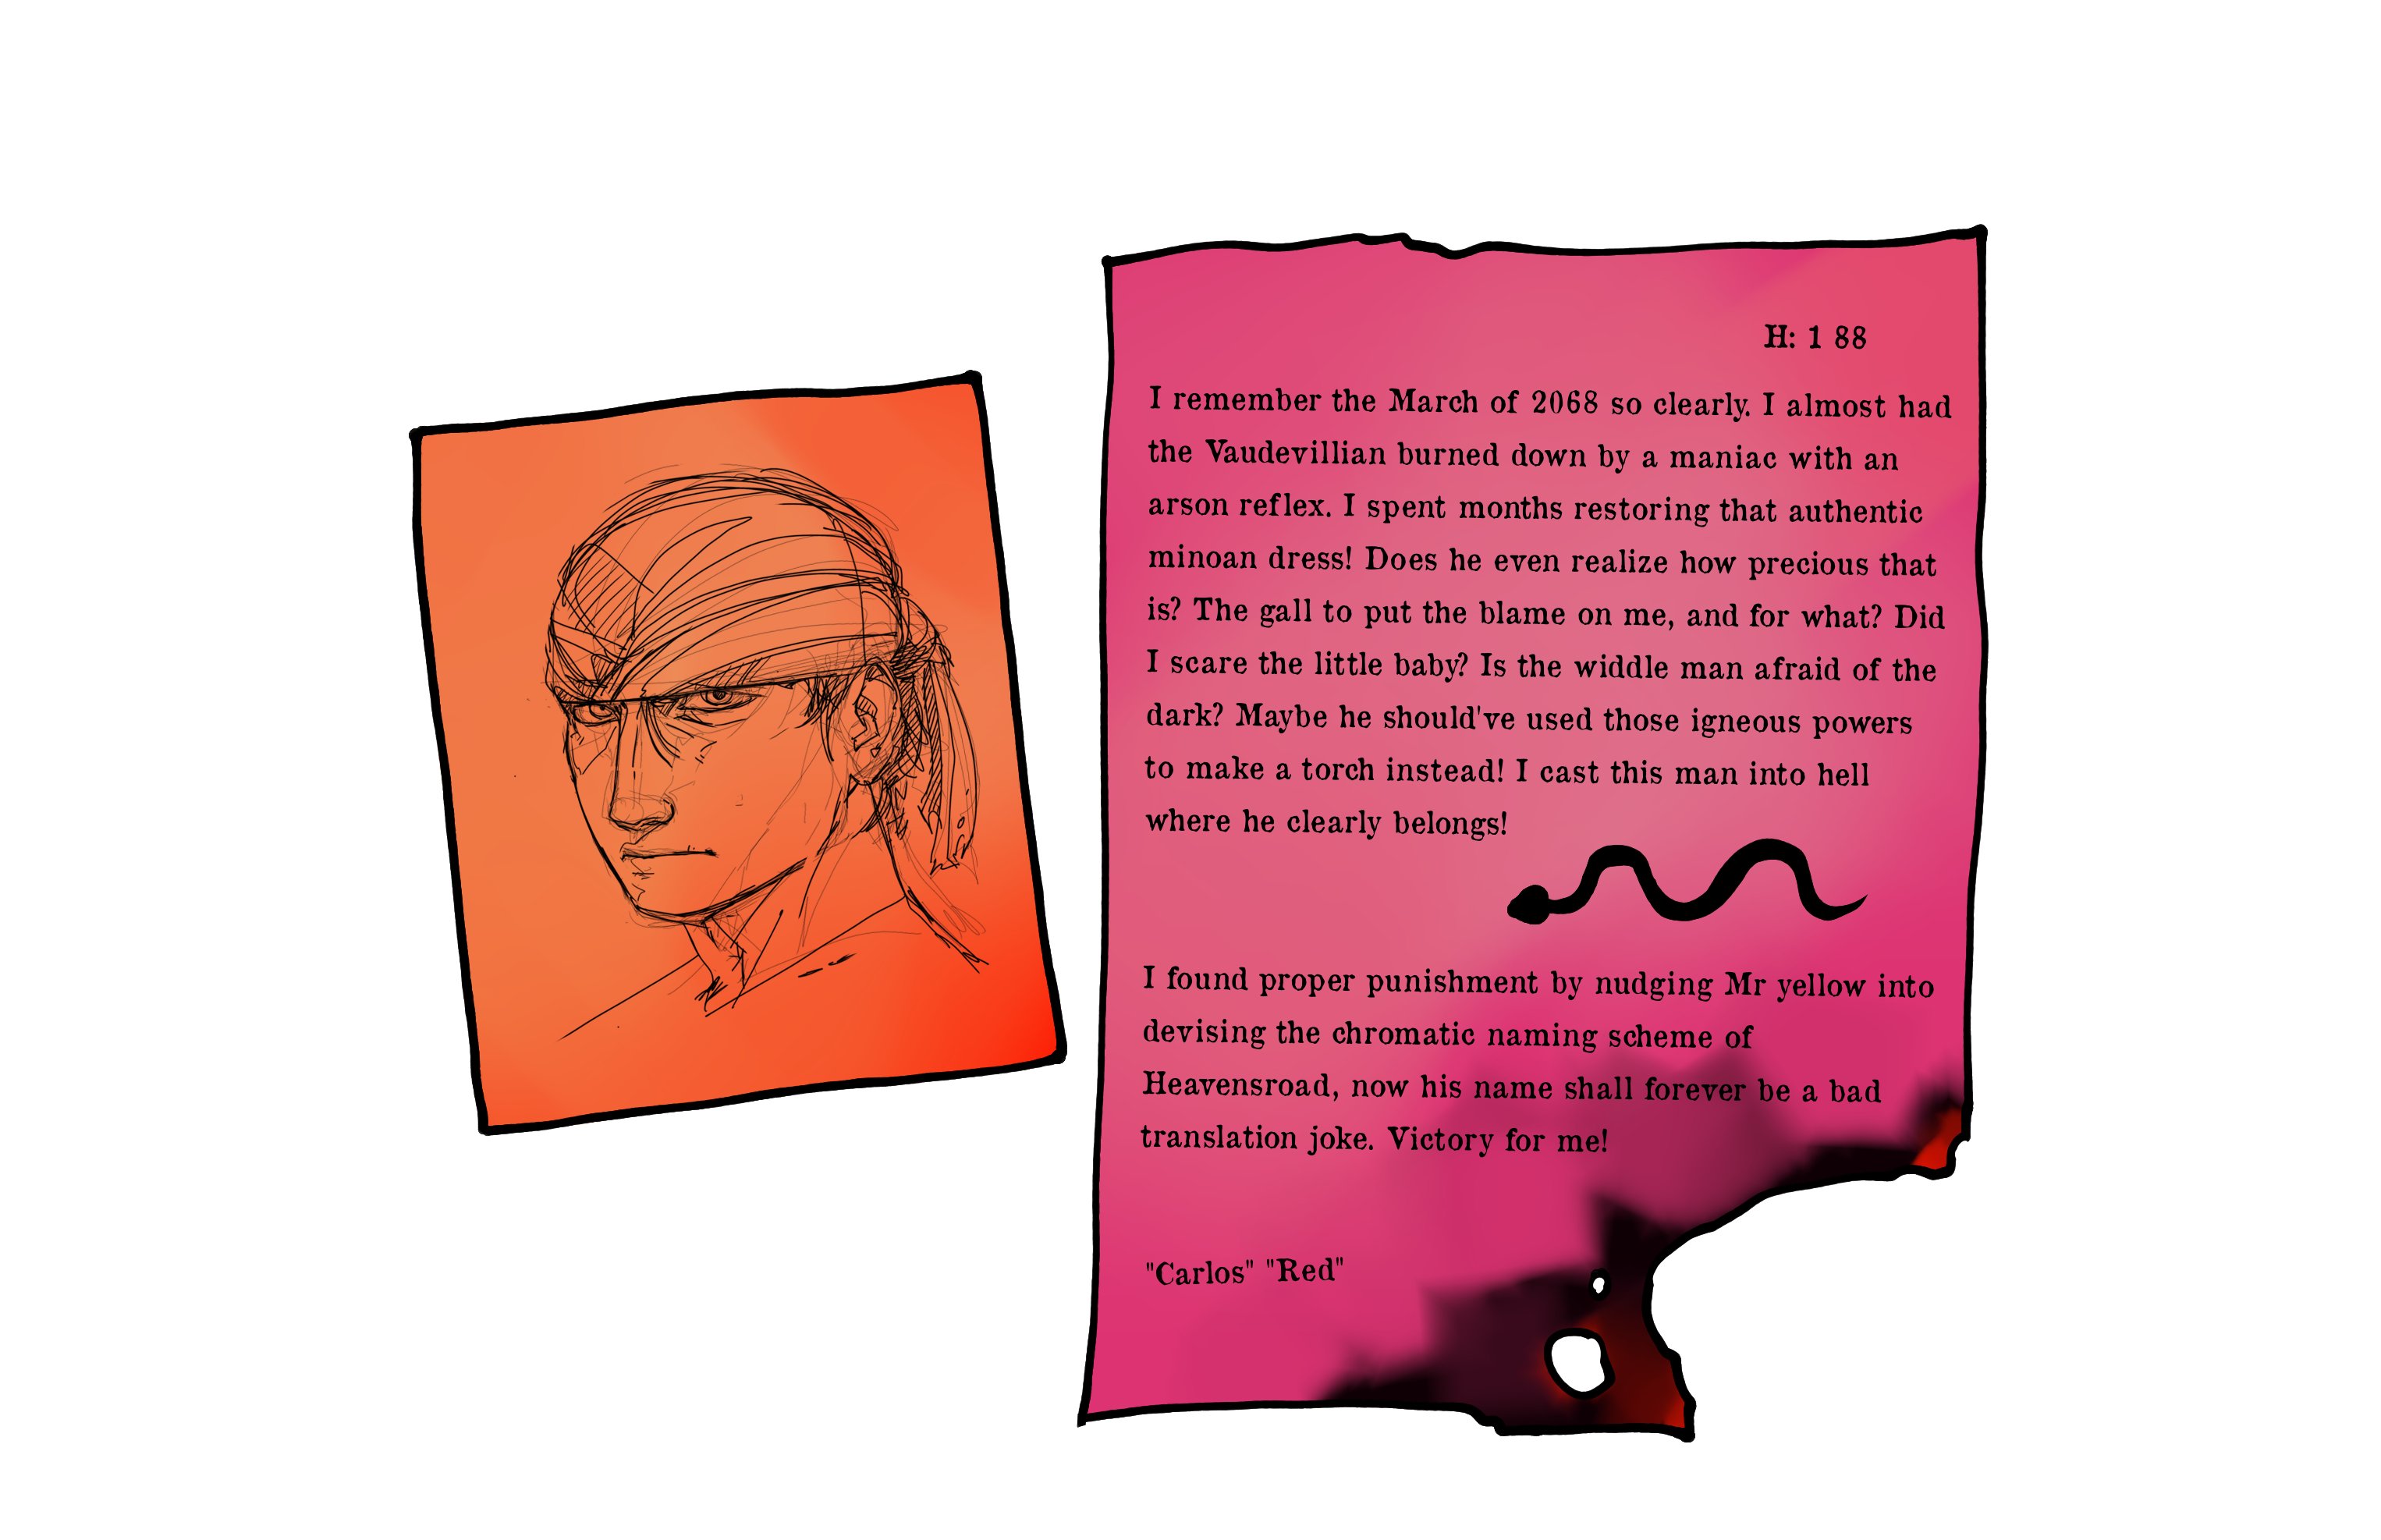 H: 1 88
I remember the March of 2068 so clearly. I almost had
the Vaudevillian burned down by a maniac with an
arson reflex. I spent months restoring that authentic
minoan dress! Does he even realize how precious that
is? The gall to put the blame on me, and for what? Did
I scare the little baby? Is the widdle man afraid of the
dark? Maybe he should've used those igneous powers
to make a torch instead! I cast this man into hell
where he clearly belongs!
I found proper punishment by nudging Mr yellow into
devising the chromatic naming scheme of
Heavensroad, now his name shall forever be a bad
translation joke. Victory for me!
"Carlos" "Red"